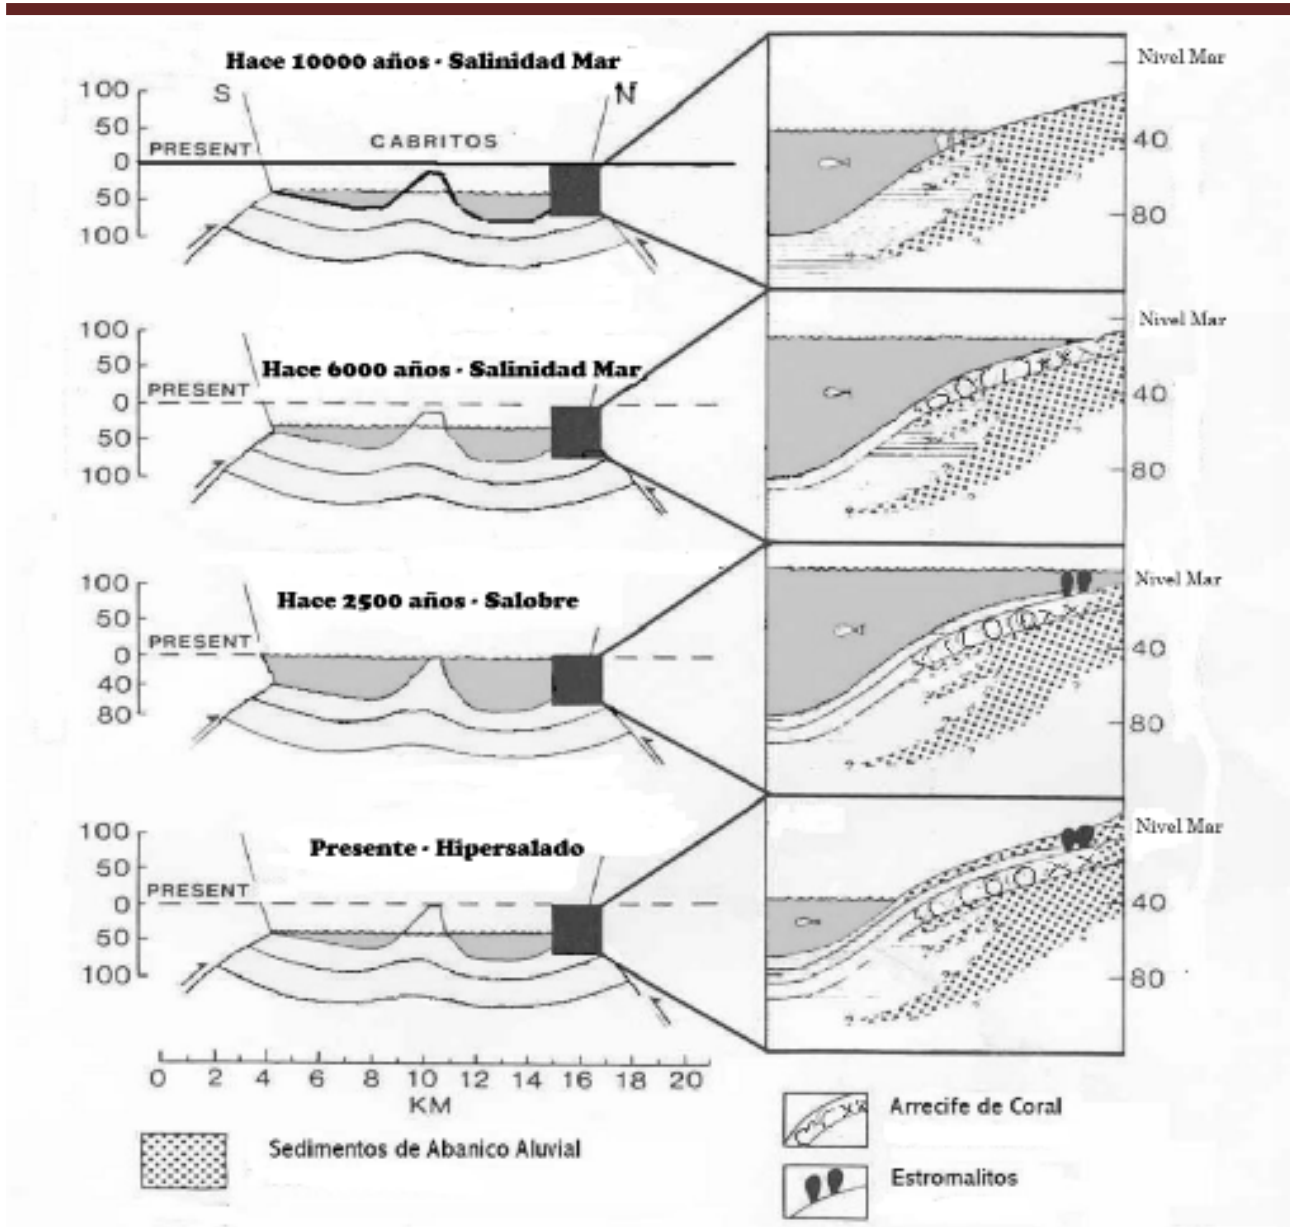 Hace 10000 años - Salinidad Mar
S
N
100
50
PRESENT
0
50
100
CABRITOS
Nivel Mar
40
80
Hace 6000 años - Salinidad Mar
100
50
PRESENT
0
50
100
Nivel Mar
40
80
Hace 2500 años - Salobre
100
50
PRESENT
0
40
80
Nivel Mar
40
80
Presente - Hipersalado
100
50
PRESENT
0
50
100
Nivel Mar
40
80
0 2 4 6 8 10 12 14 16 18 20
KM
Sedimentos de Abanico Aluvial
Arrecife de Coral
Estromalitos